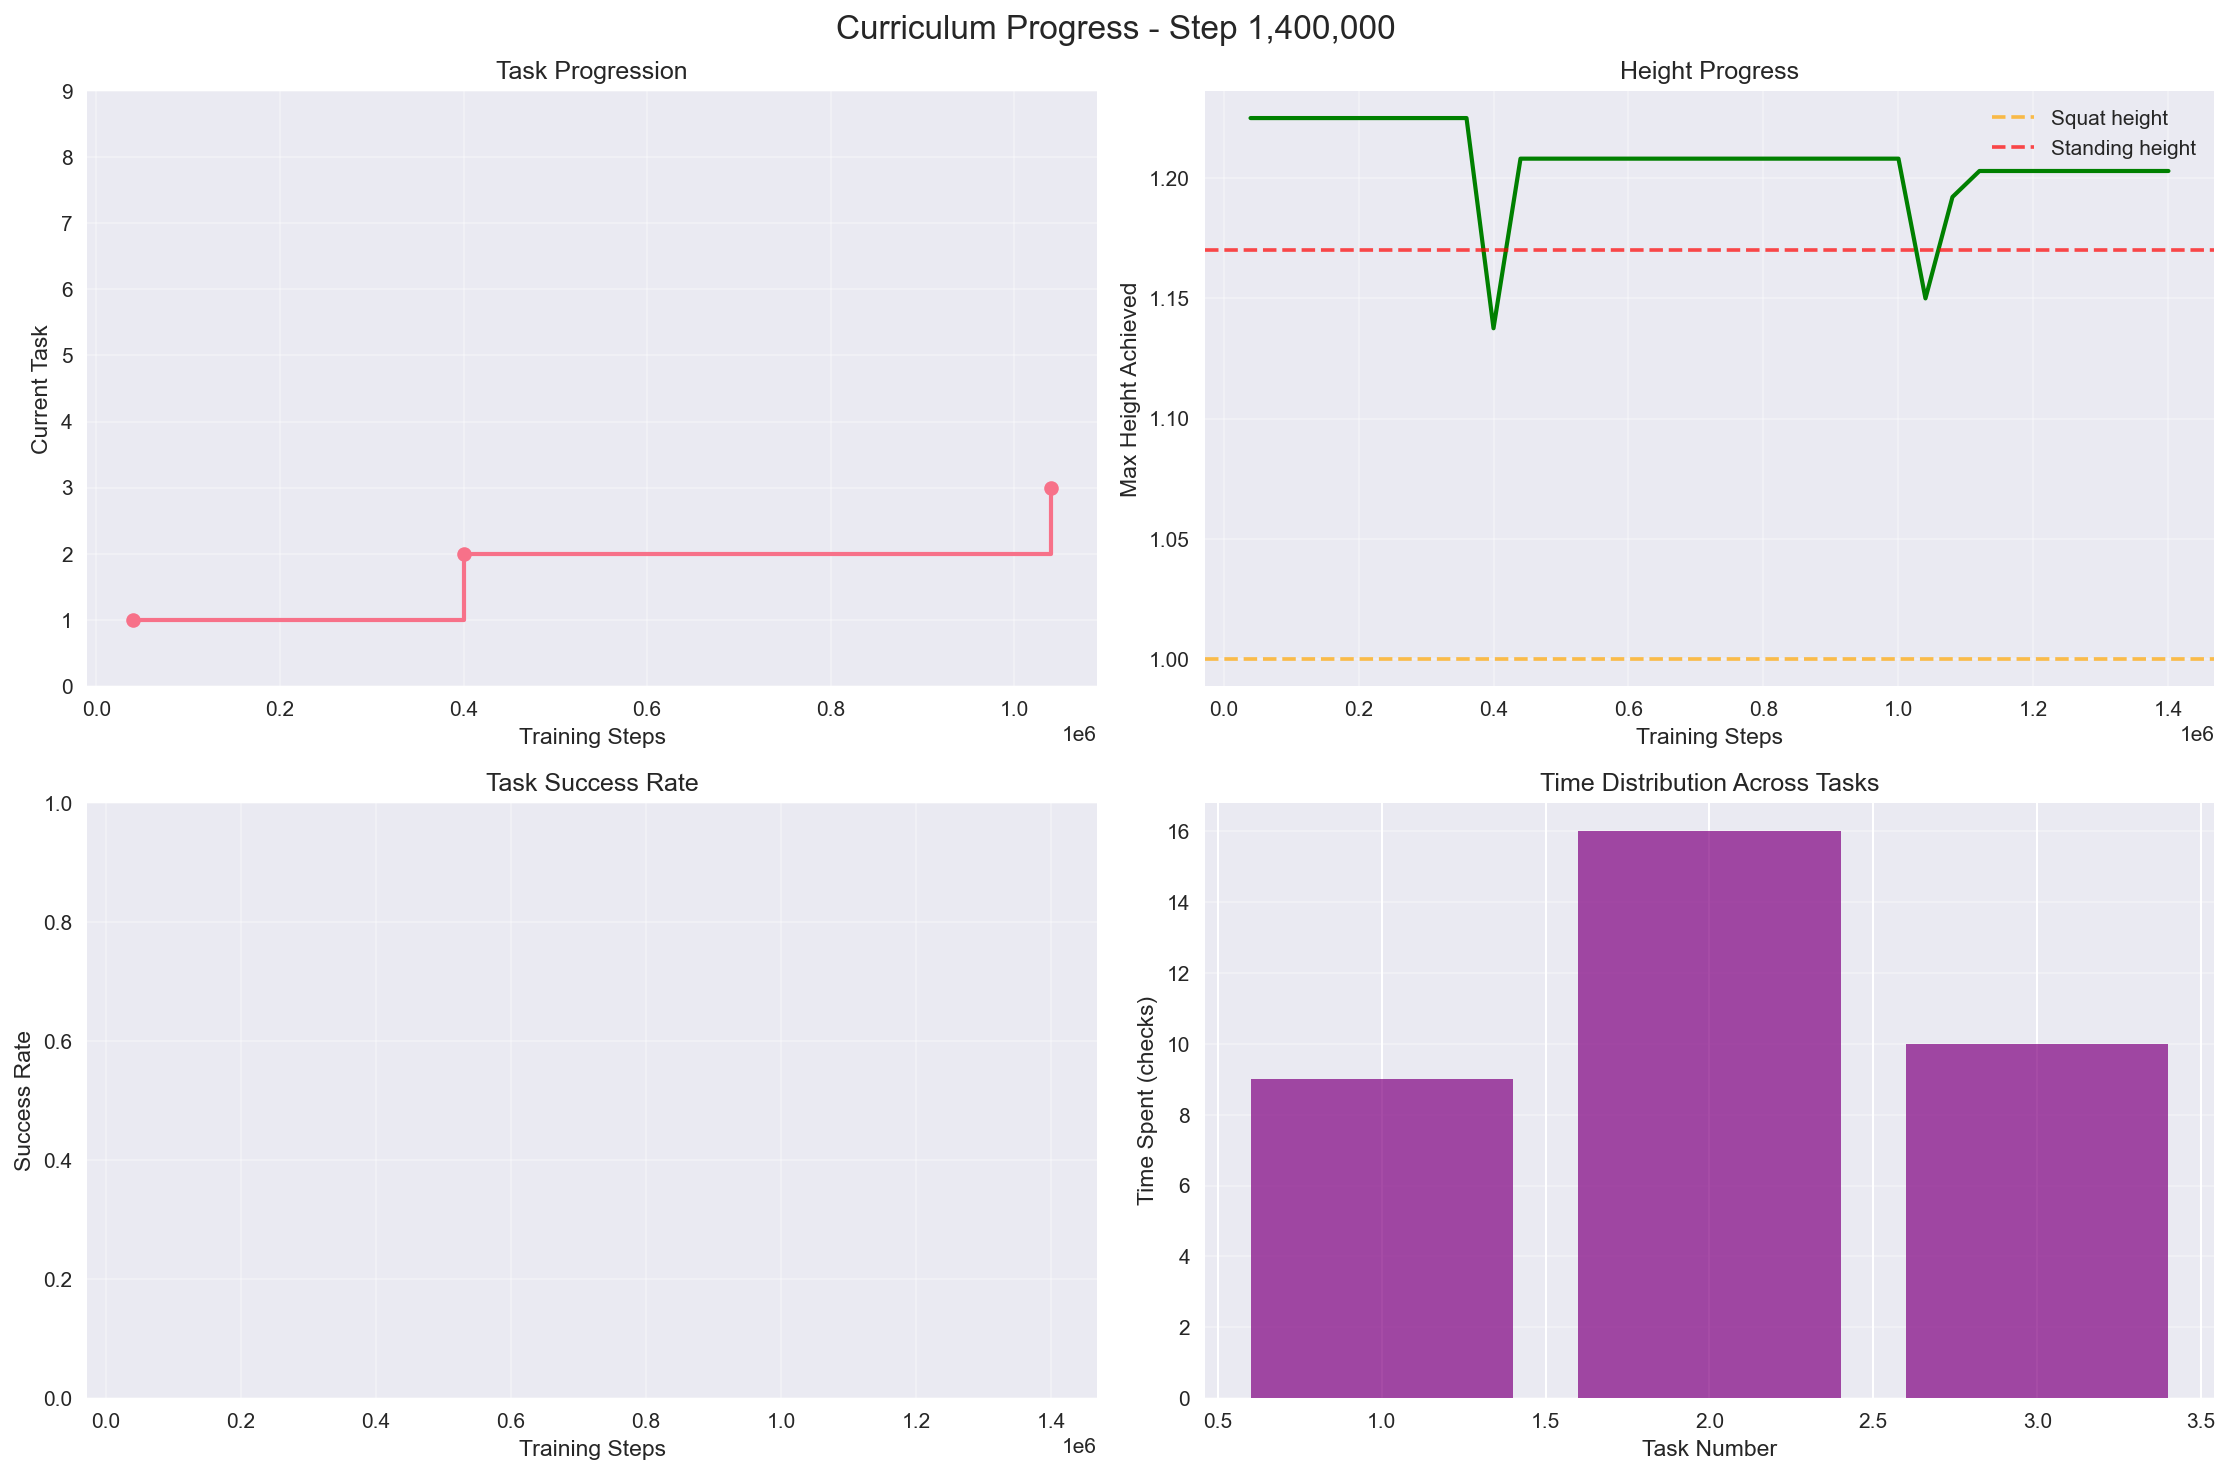 Curriculum Progress - Step 1,400,000
Task Progression
9
8
7
6
5
4
3
2
1
0
Current Task
0.0 0.2 0.4 0.6 0.8 1.0
1e6
Training Steps
Height Progress
Squat height
Standing height
1.20
1.15
1.10
1.05
1.00
Max Height Achieved
0.0 0.2 0.4 0.6 0.8 1.0 1.2 1.4
1e6
Training Steps
Task Success Rate
1.0
0.8
0.6
0.4
0.2
0.0
Success Rate
0.0 0.2 0.4 0.6 0.8 1.0 1.2 1.4
1e6
Training Steps
Time Distribution Across Tasks
16
14
12
10
8
6
4
2
0
Time Spent (checks)
0.5 1.0 1.5 2.0 2.5 3.0 3.5
Task Number